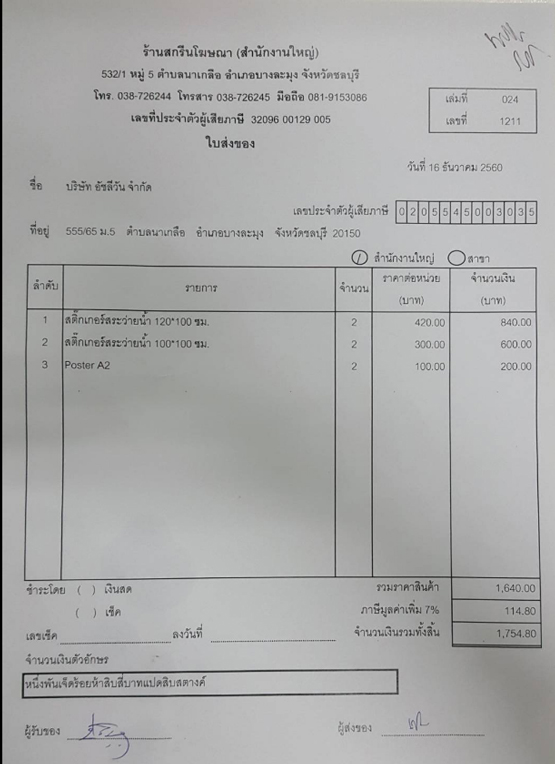 ร้านสกรีนโฆษณา (สำนักงานใหญ่)
532/1 หมู่ 5 ตำบลนาเกลือ อำเภอบางละมุง จังหวัดชลบุรี
โทร. 038-726244 โทรสาร 038-726245 มือถือ 081-9153086
เลขที่ประจำตัวผู้เสียภาษี 32096 00129 005
เล่มที่ 024
เลขที่ 1211
ใบส่งของ
วันที่ 16 ธันวาคม 2560
ชื่อ บริษัท อัชลีวัน จำกัด
เลขประจำตัวผู้เสียภาษี 0205545003035
ที่อยู่ 555/65 ม.5 ตำบลนาเกลือ อำเภอบางละมุง จังหวัดชลบุรี 20150
สำนักงานใหญ่ สาขา
ลำดับ รายการ จำนวน ราคาต่อหน่วย (บาท) จำนวนเงิน (บาท)
1 สติ๊กเกอร์สระว่ายน้ำ 120*100 ซม. 2 420.00 840.00
2 สติ๊กเกอร์สระว่ายน้ำ 100*100 ซม. 2 300.00 600.00
3 Poster A2 2 100.00 200.00
ชำระโดย ( ) เงินสด รวมราคาสินค้า 1,640.00
( ) เช็ค ภาษีมูลค่าเพิ่ม 7% 114.80
เลขเช็ค ลงวันที่ จำนวนเงินรวมทั้งสิ้น 1,754.80
จำนวนเงินตัวอักษร
หนึ่งพันเจ็ดร้อยห้าสิบสี่บาทแปดสิบสตางค์
ผู้รับของ ผู้ส่งของ